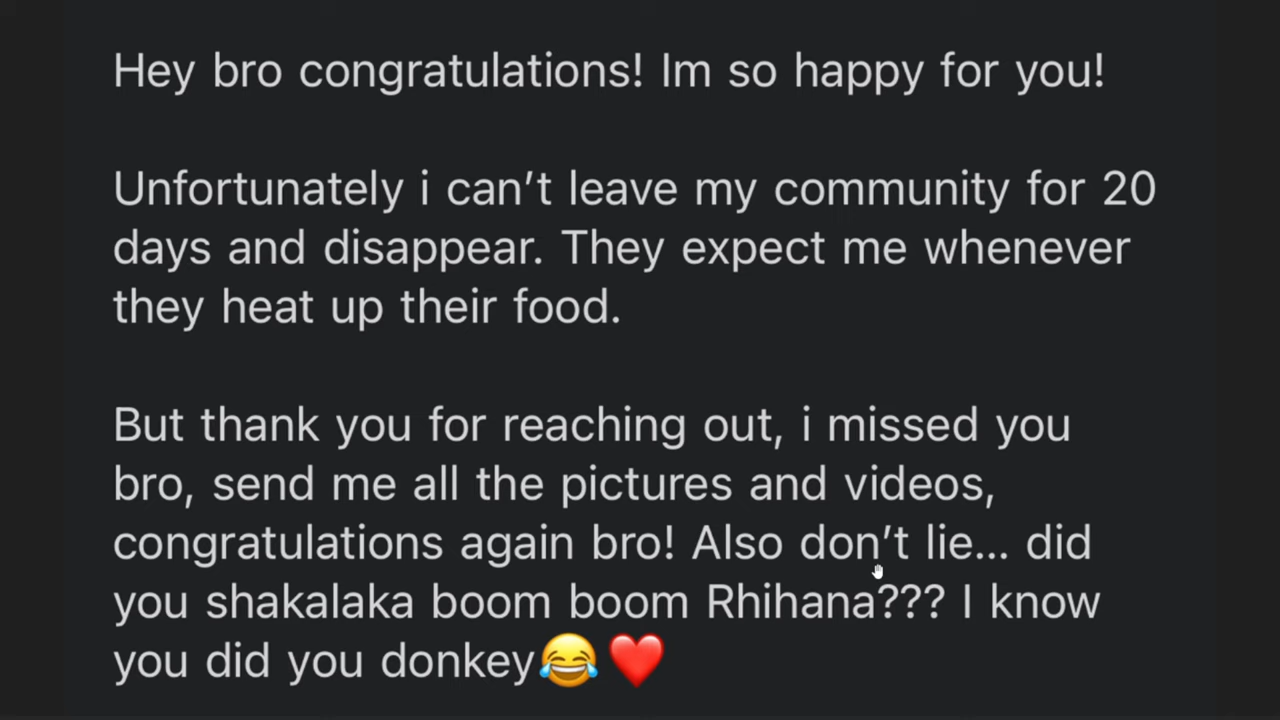 Hey bro congratulations! Im so happy for you!
Unfortunately i can’t leave my community for 20
days and disappear. They expect me whenever
they heat up their food.
But thank you for reaching out, i missed you
bro, send me all the pictures and videos,
congratulations again bro! Also don’t lie... did
you shakalaka boom boom Rhihana??? I know
you did you donkey😂❤️